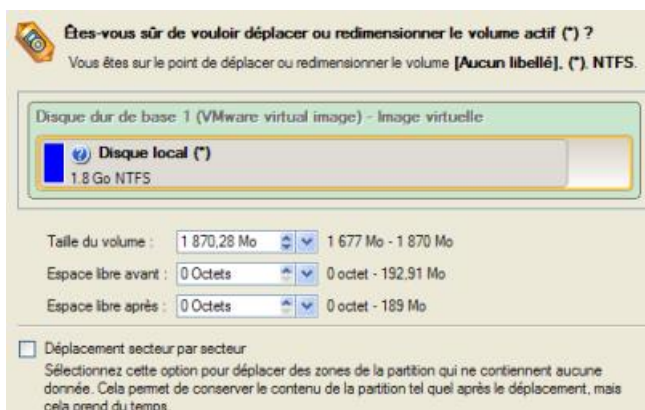 Êtes-vous sûr de vouloir déplacer ou redimensionner le volume actif (*) ?
Vous êtes sur le point de déplacer ou redimensionner le volume [Aucun libellé], (*), NTFS.
Disque dur de base 1 (VMware virtual image) - Image virtuelle
Disque local (*)
1.8 Go NTFS
Taille du volume : 1 870,28 Mo 1 677 Mo - 1 870 Mo
Espace libre avant : 0 Octets 0 octet - 192,91 Mo
Espace libre après : 0 Octets 0 octet - 189 Mo
Déplacement secteur par secteur
Sélectionnez cette option pour déplacer des zones de la partition qui ne contiennent aucune
donnée. Cela permet de conserver le contenu de la partition tel quel après le déplacement, mais
cela prend du temps.